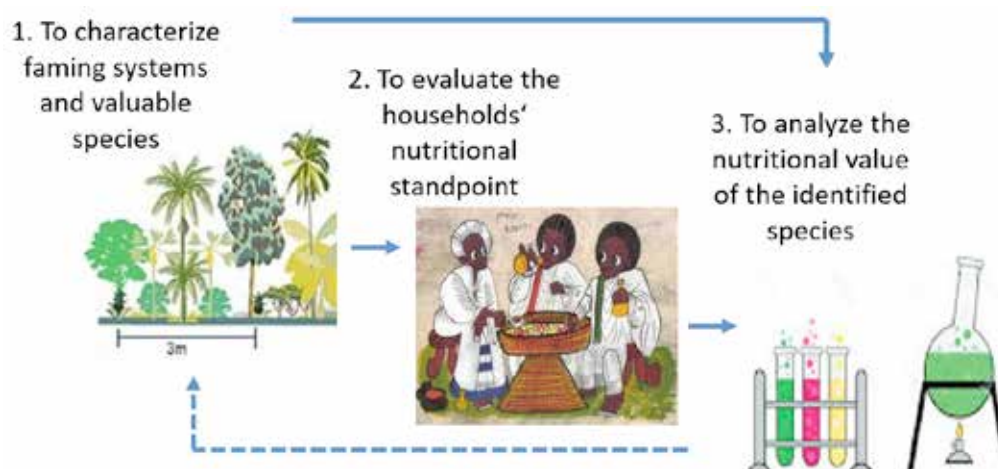 1. To characterize
faming systems
and valuable
species
2. To evaluate the
households‘
nutritional
standpoint
3. To analyze the
nutritional value
of the identified
species
3m